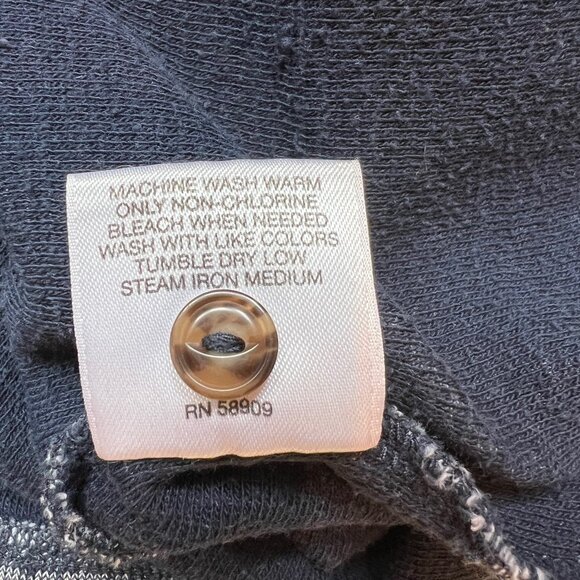 MACHINE WASH WARM
ONLY NON-CHLORINE
BLEACH WHEN NEEDED
WASH WITH LIKE COLORS
TUMBLE DRY LOW
STEAM IRON MEDIUM
RN 58909